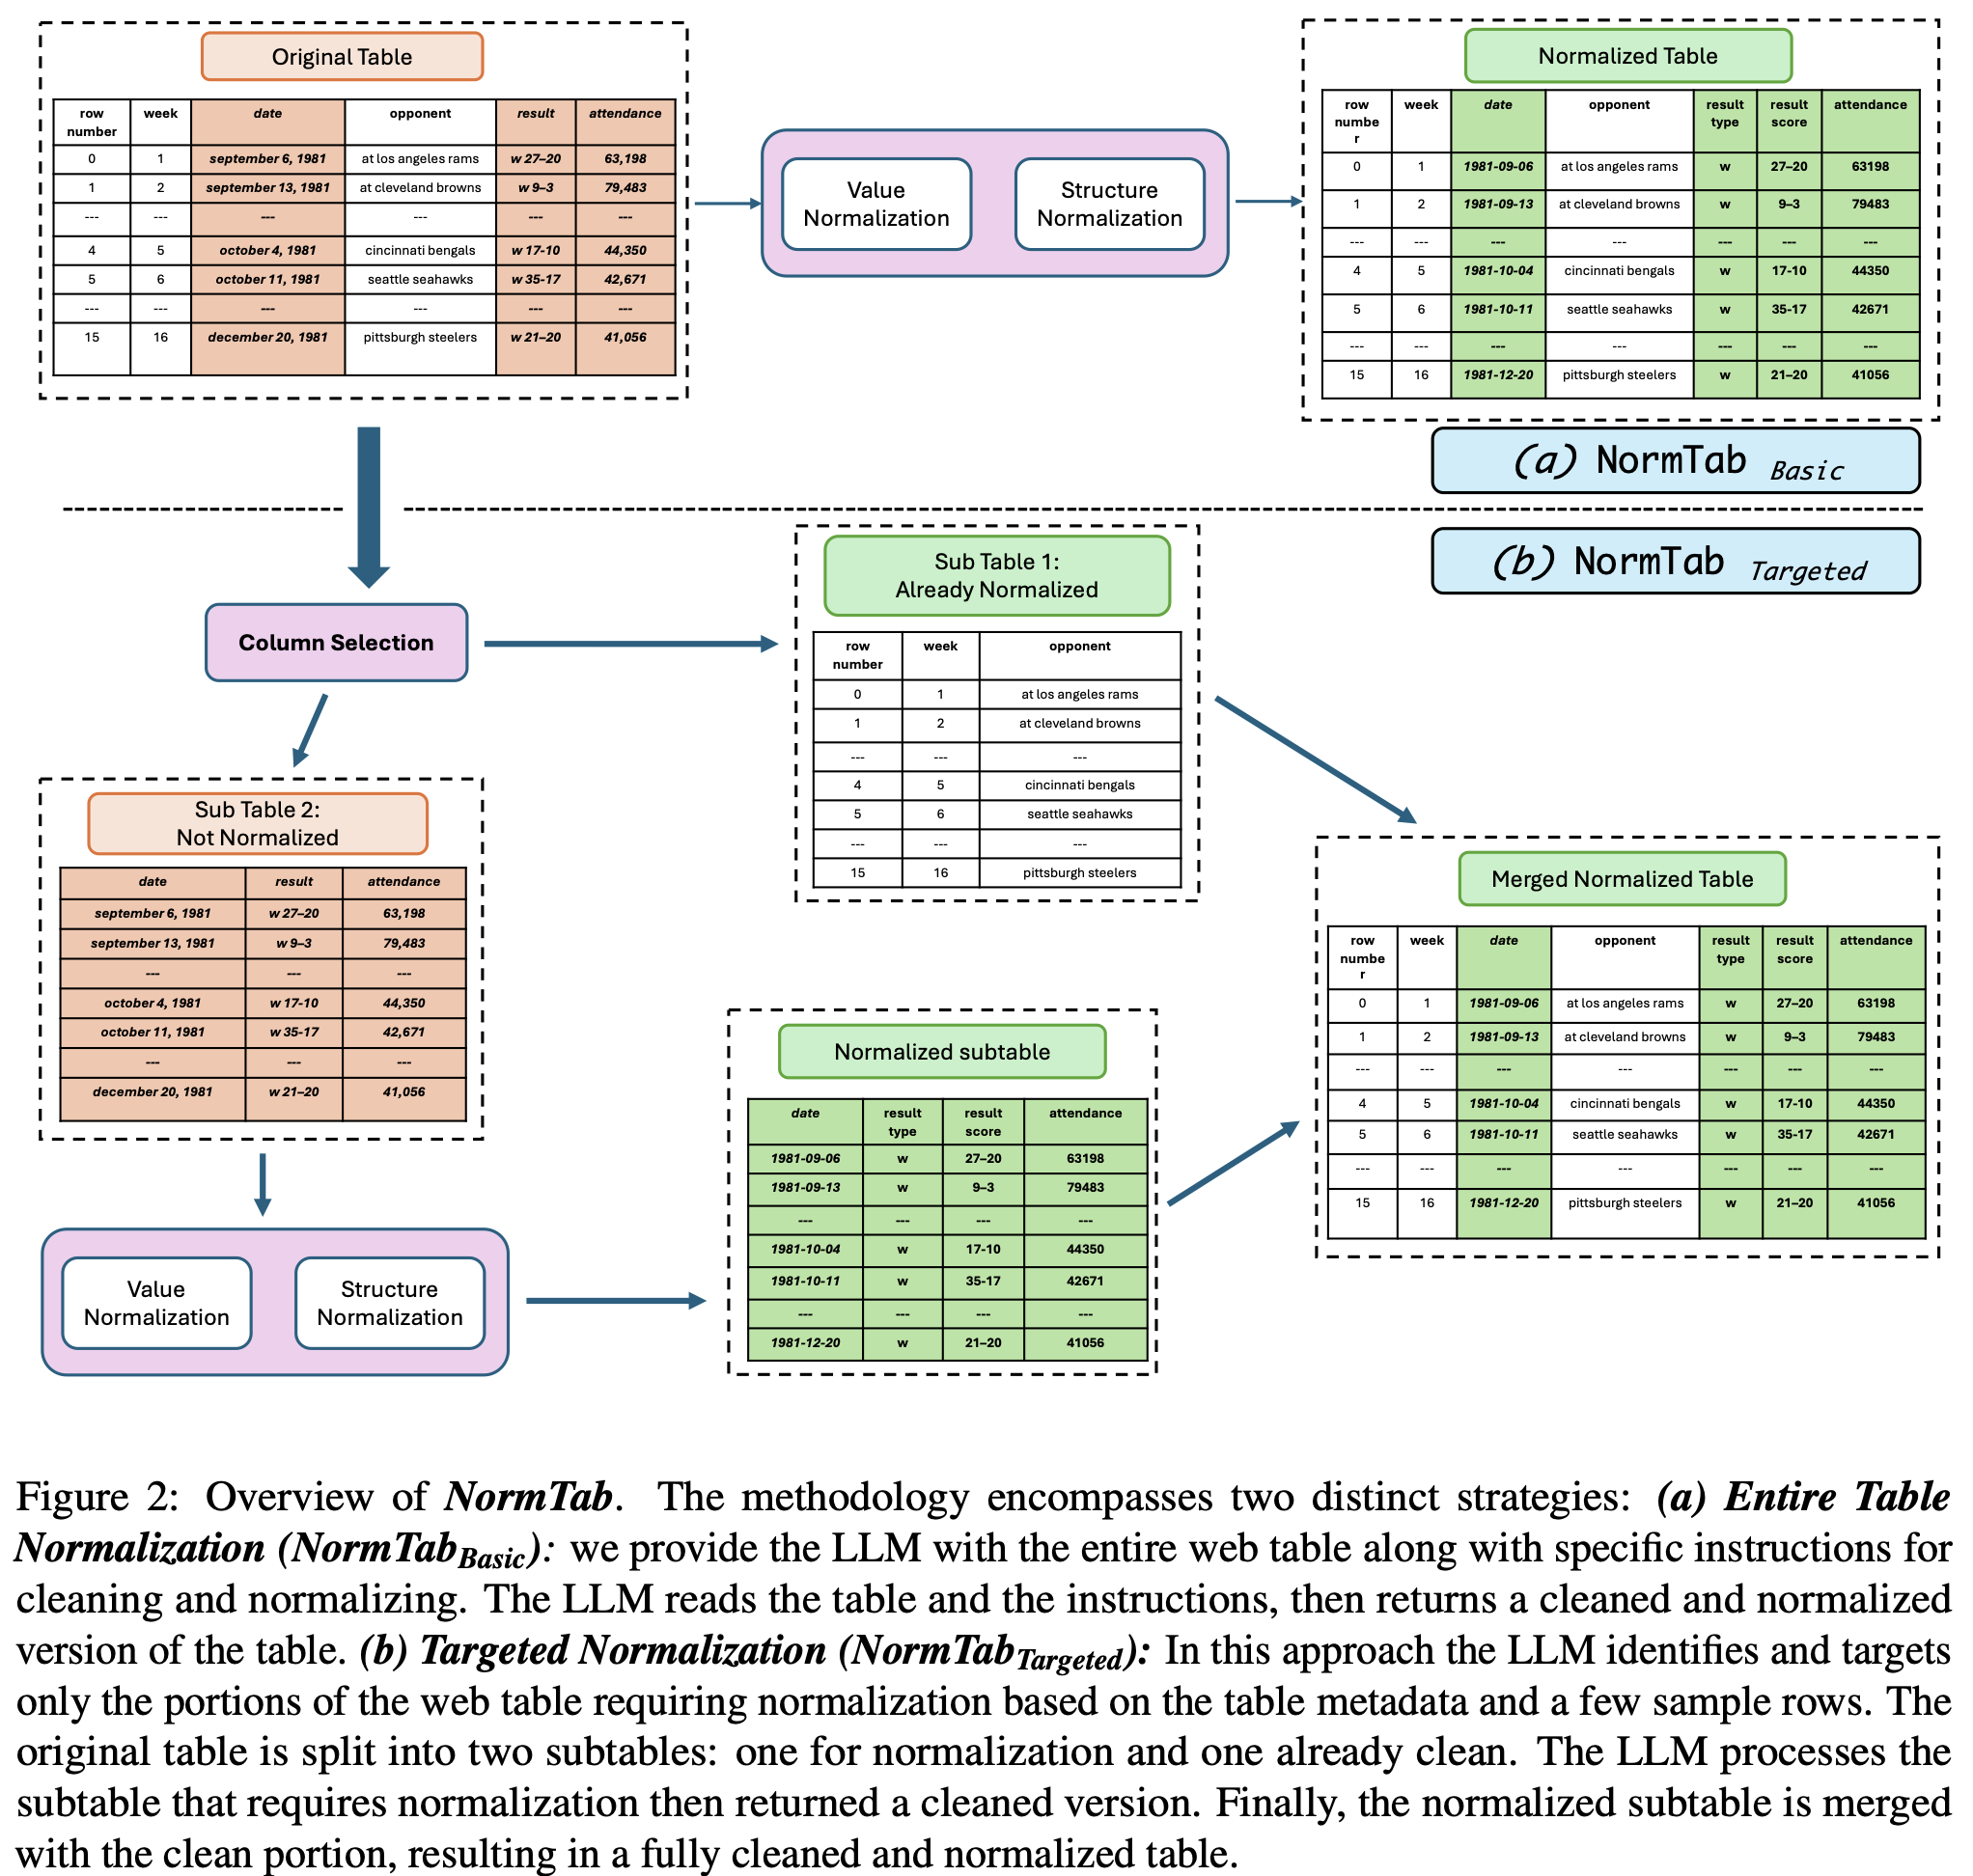 Original Table
row number week date opponent result attendance
0 1 september 6, 1981 at los angeles rams w 27–20 63,198
1 2 september 13, 1981 at cleveland browns w 9–3 79,483
--- --- --- --- --- ---
4 5 october 4, 1981 cincinnati bengals w 17-10 44,350
5 6 october 11, 1981 seattle seahawks w 35-17 42,671
--- --- --- --- --- ---
15 16 december 20, 1981 pittsburgh steelers w 21–20 41,056
Value Normalization
Structure Normalization
Normalized Table
row numbe r week date opponent result type result score attendance
0 1 1981-09-06 at los angeles rams w 27–20 63198
1 2 1981-09-13 at cleveland browns w 9–3 79483
--- --- --- --- --- --- ---
4 5 1981-10-04 cincinnati bengals w 17-10 44350
5 6 1981-10-11 seattle seahawks w 35-17 42671
--- --- --- --- --- --- ---
15 16 1981-12-20 pittsburgh steelers w 21–20 41056
(a) NormTab Basic
(b) NormTab Targeted
Column Selection
Sub Table 1:
Already Normalized
row number week opponent
0 1 at los angeles rams
1 2 at cleveland browns
--- --- ---
4 5 cincinnati bengals
5 6 seattle seahawks
--- --- ---
15 16 pittsburgh steelers
Sub Table 2:
Not Normalized
date result attendance
september 6, 1981 w 27–20 63,198
september 13, 1981 w 9–3 79,483
--- --- ---
october 4, 1981 w 17-10 44,350
october 11, 1981 w 35-17 42,671
--- --- ---
december 20, 1981 w 21–20 41,056
Value Normalization
Structure Normalization
Normalized subtable
date result type result score attendance
1981-09-06 w 27–20 63198
1981-09-13 w 9–3 79483
--- --- --- ---
1981-10-04 w 17-10 44350
1981-10-11 w 35-17 42671
--- --- --- ---
1981-12-20 w 21–20 41056
Merged Normalized Table
row numbe r week date opponent result type result score attendance
0 1 1981-09-06 at los angeles rams w 27–20 63198
1 2 1981-09-13 at cleveland browns w 9–3 79483
--- --- --- --- --- --- ---
4 5 1981-10-04 cincinnati bengals w 17-10 44350
5 6 1981-10-11 seattle seahawks w 35-17 42671
--- --- --- --- --- --- ---
15 16 1981-12-20 pittsburgh steelers w 21–20 41056
Figure 2: Overview of NormTab. The methodology encompasses two distinct strategies: (a) Entire Table
Normalization (NormTabBasic): we provide the LLM with the entire web table along with specific instructions for
cleaning and normalizing. The LLM reads the table and the instructions, then returns a cleaned and normalized
version of the table. (b) Targeted Normalization (NormTabTargeted): In this approach the LLM identifies and targets
only the portions of the web table requiring normalization based on the table metadata and a few sample rows. The
original table is split into two subtables: one for normalization and one already clean. The LLM processes the
subtable that requires normalization then returned a cleaned version. Finally, the normalized subtable is merged
with the clean portion, resulting in a fully cleaned and normalized table.